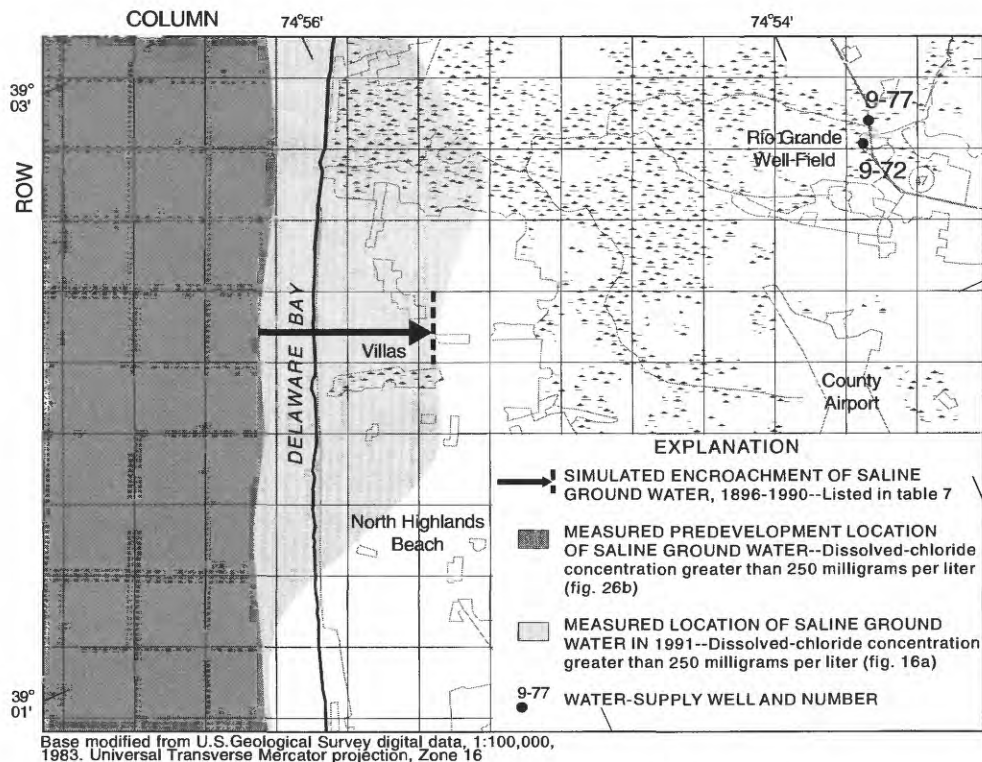 COLUMN
74°56'
74°54'
39°
03'
ROW
9-77
Rio Grande
Well-Field
9-72
47
DELAWARE BAY
Villas
County
Airport
North Highlands
Beach
39°
01'
EXPLANATION
SIMULATED ENCROACHMENT OF SALINE
GROUND WATER, 1896-1990--Listed in table 7
MEASURED PREDEVELOPMENT LOCATION
OF SALINE GROUND WATER--Dissolved-chloride
concentration greater than 250 milligrams per liter
(fig. 26b)
MEASURED LOCATION OF SALINE GROUND
WATER IN 1991--Dissolved-chloride concentration
greater than 250 milligrams per liter (fig. 16a)
9-77 WATER-SUPPLY WELL AND NUMBER
Base modified from U.S.Geological Survey digital data, 1:100,000,
1983. Universal Transverse Mercator projection, Zone 16